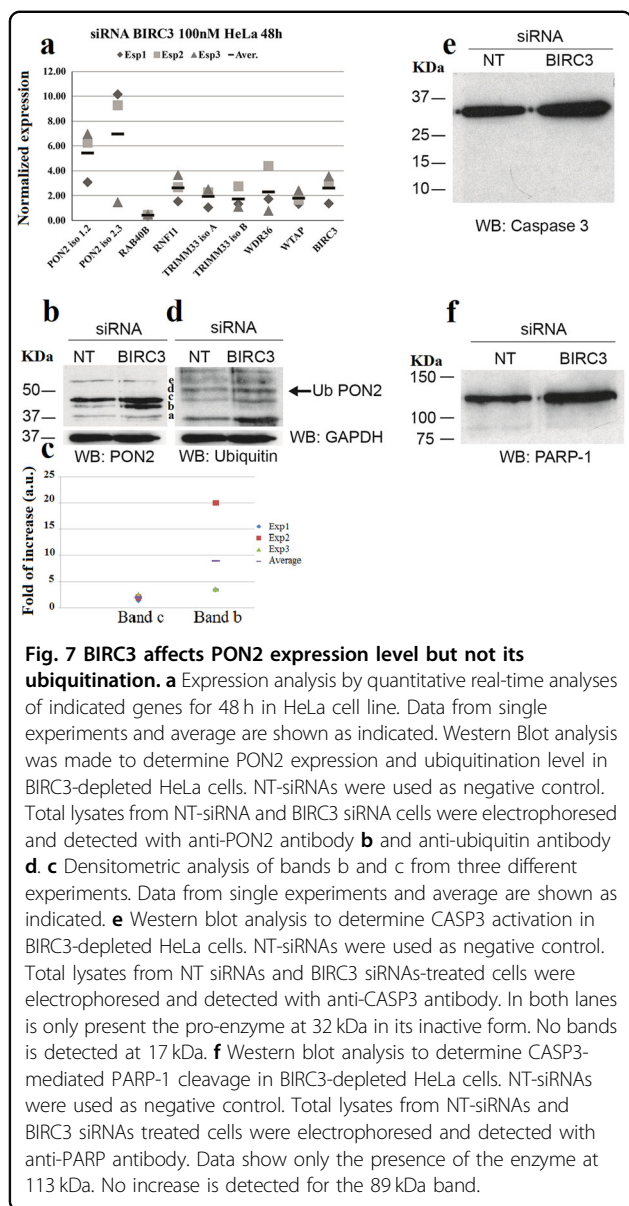 a
siRNA BIRC3 100nM HeLa 48h
Esp1 Esp2 Esp3 Aver.
Normalized expression
12.00
10.00
8.00
6.00
4.00
2.00
0.00
PON2 iso 1.2
PON2 iso 2.3
RAB40B
RNF11
TRIMM33 iso A
TRIMM33 iso B
WDR36
WTAP
BIRC3
e
siRNA
NT BIRC3
KDa
37
25
15
10
WB: Caspase 3
b
siRNA
KDa
NT BIRC3
50
37
37
e
d
c
b
a
WB: PON2
d
siRNA
NT BIRC3
Ub PON2
WB: GAPDH
WB: Ubiquitin
f
siRNA
KDa
NT BIRC3
150
100
75
WB: PARP-1
c
Fold of increase (a.u.)
25
20
15
10
5
0
Band c Band b
Exp1
Exp2
Exp3
Average
Fig. 7 BIRC3 affects PON2 expression level but not its
ubiquitination. a Expression analysis by quantitative real-time analyses
of indicated genes for 48 h in HeLa cell line. Data from single
experiments and average are shown as indicated. Western Blot analysis
was made to determine PON2 expression and ubiquitination level in
BIRC3-depleted HeLa cells. NT-siRNAs were used as negative control.
Total lysates from NT-siRNA and BIRC3 siRNA cells were electrophoresed
and detected with anti-PON2 antibody b and anti-ubiquitin antibody
d. c Densitometric analysis of bands b and c from three different
experiments. Data from single experiments and average are shown as
indicated. e Western blot analysis to determine CASP3 activation in
BIRC3-depleted HeLa cells. NT-siRNAs were used as negative control.
Total lysates from NT siRNAs and BIRC3 siRNAs-treated cells were
electrophoresed and detected with anti-CASP3 antibody. In both lanes
is only present the pro-enzyme at 32 kDa in its inactive form. No bands
is detected at 17 kDa. f Western blot analysis to determine CASP3-
mediated PARP-1 cleavage in BIRC3-depleted HeLa cells. NT-siRNAs
were used as negative control. Total lysates from NT-siRNAs and
BIRC3 siRNAs treated cells were electrophoresed and detected with
anti-PARP antibody. Data show only the presence of the enzyme at
113 kDa. No increase is detected for the 89 kDa band.